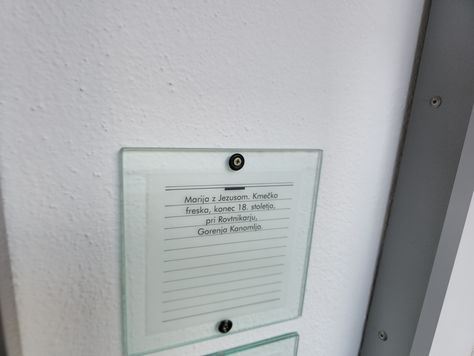 Marija z Jezusom. Kmečka
freska, konec 18. stoletja,
pri Rovtnikarju,
Gorenja Kanomlja.